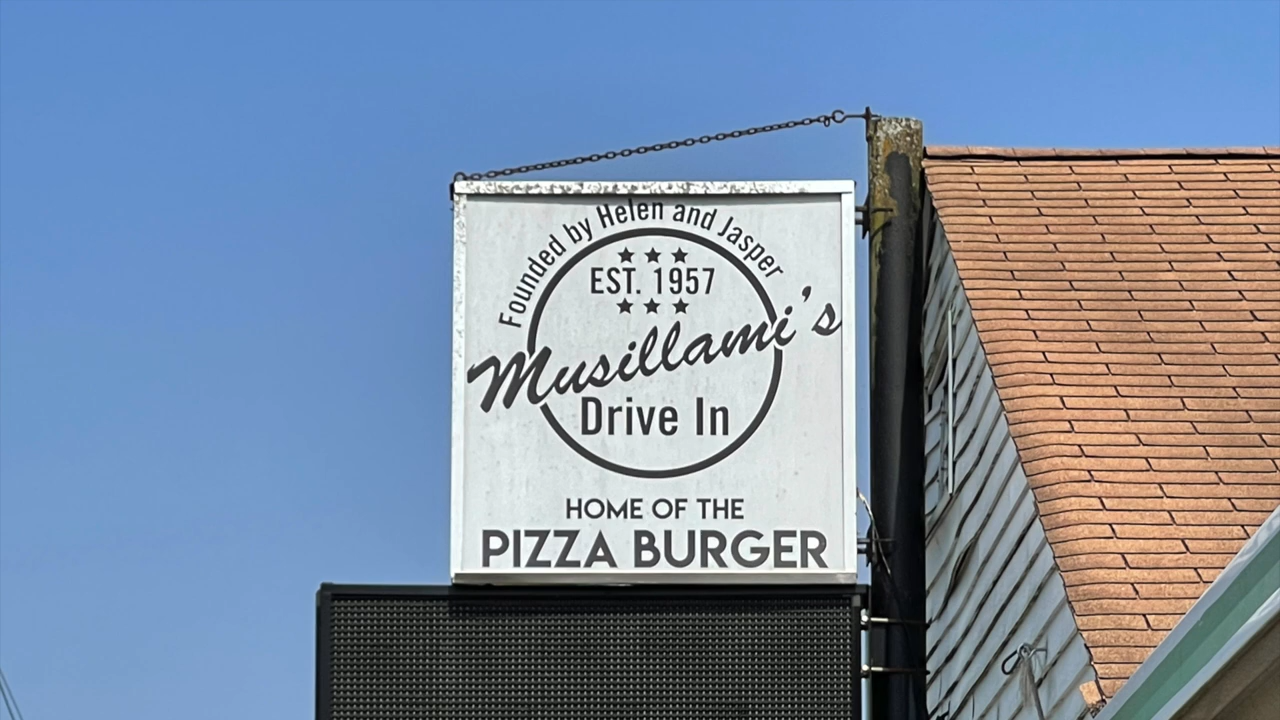 Founded by Helen and Jasper
EST. 1957
Musillami's
Drive In
HOME OF THE
PIZZA BURGER